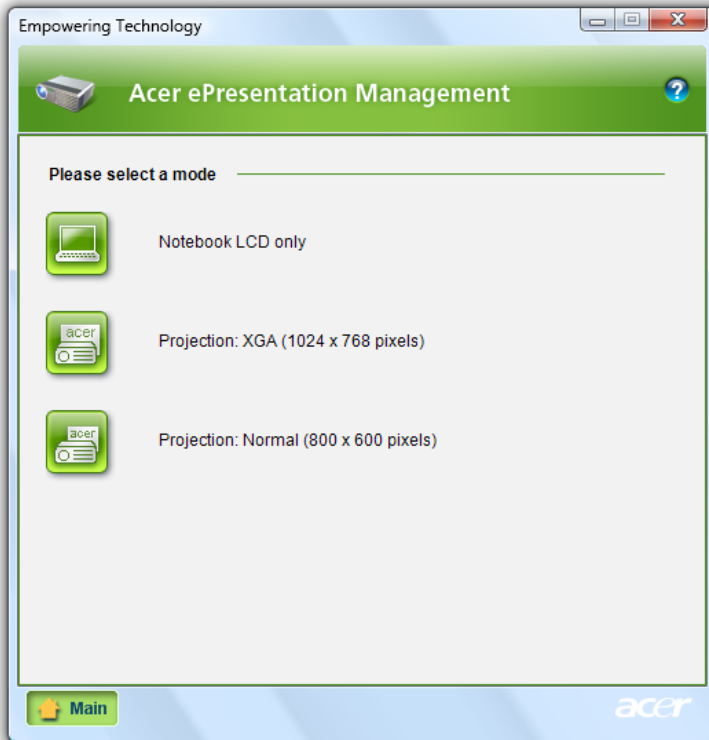 Empowering Technology
Acer ePresentation Management
?
Please select a mode
Notebook LCD only
acer
Projection: XGA (1024 x 768 pixels)
acer
Projection: Normal (800 x 600 pixels)
Main
acer